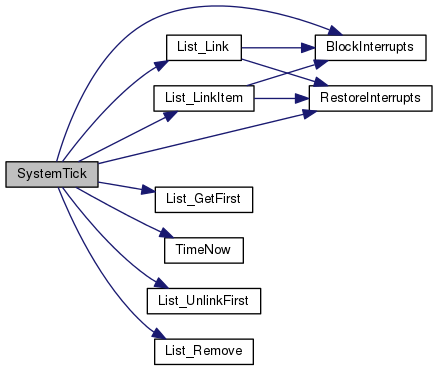 List_Link
BlockInterrupts
List_LinkItem
RestoreInterrupts
SystemTick
List_GetFirst
TimeNow
List_UnlinkFirst
List_Remove